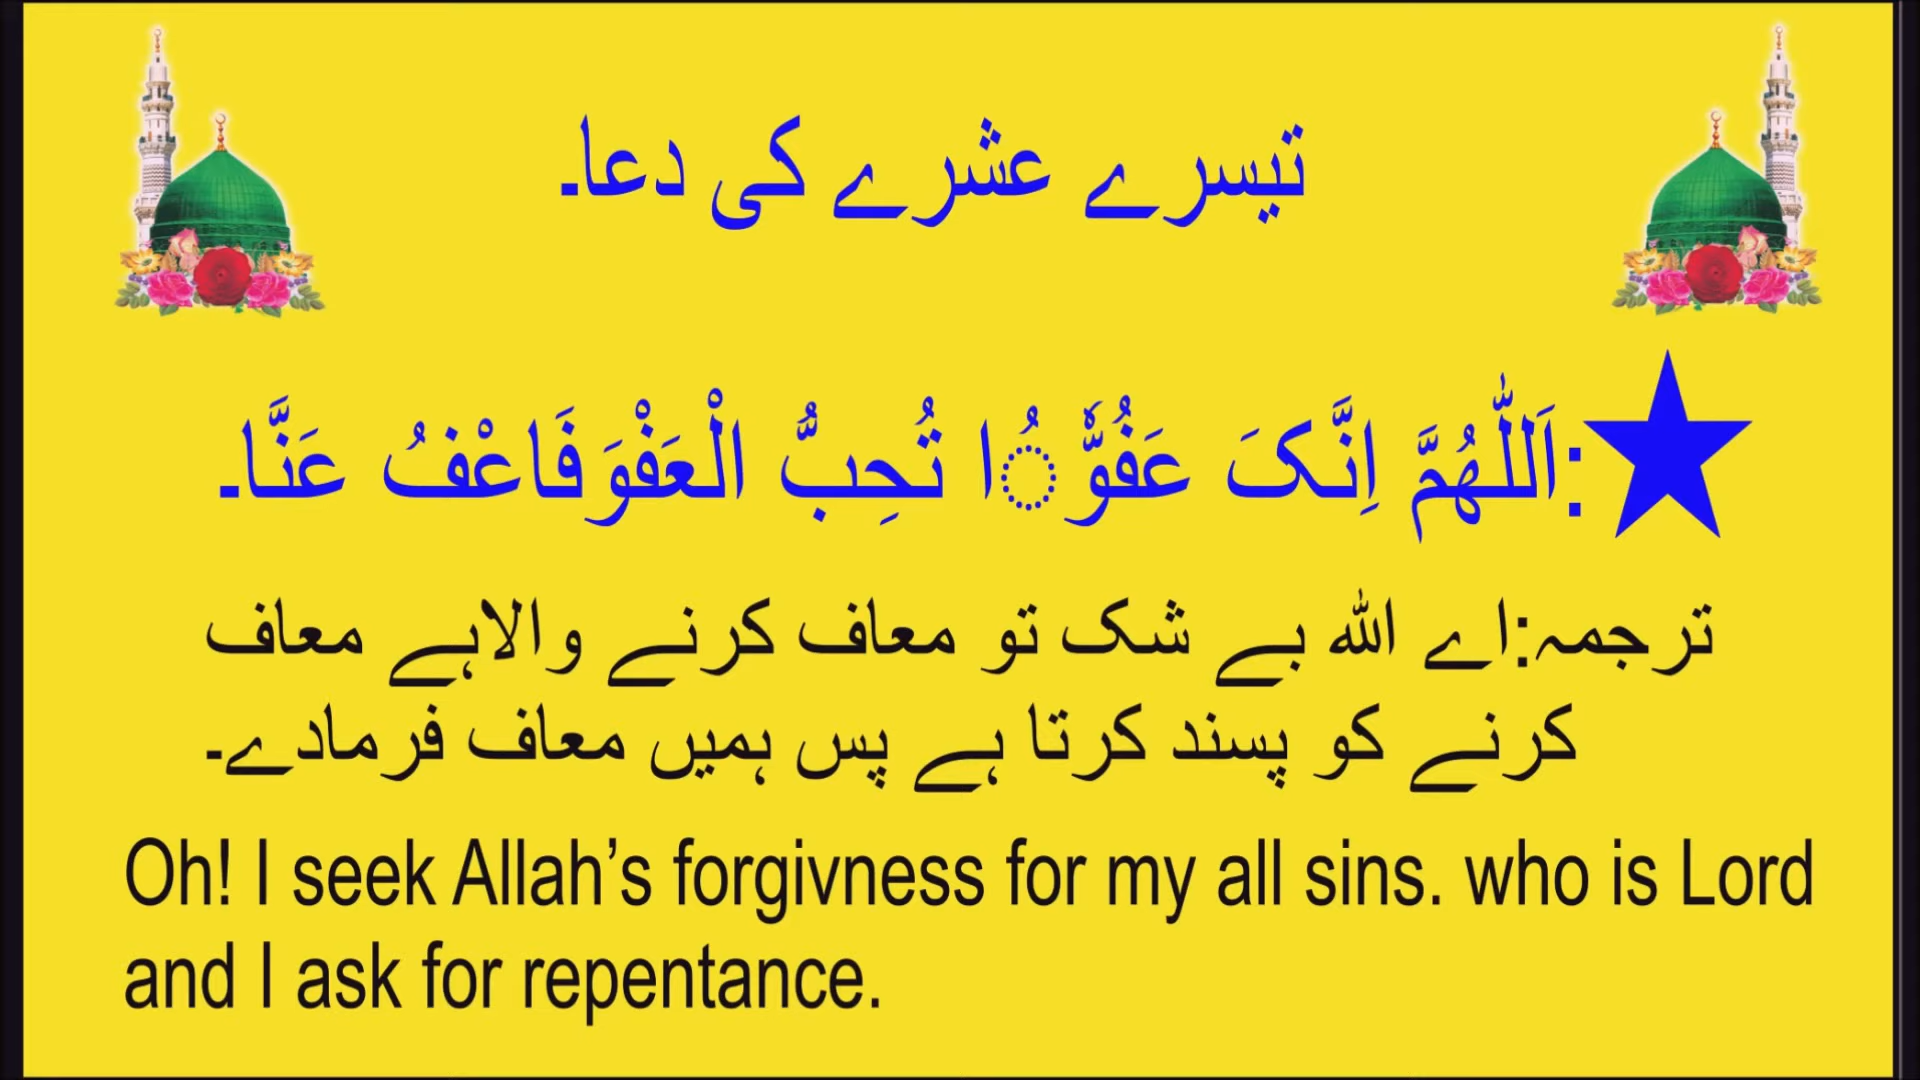 تیسرے عشرے کی دعا۔
:اَللّٰھُمَّ اِنَّکَ عَفُوٌّ ُا تُحِبُّ الْعَفْوَفَاعْفُ عَنَّا۔
ترجمہ:اے اللہ بے شک تو معاف کرنے والاہے معاف
کرنے کو پسند کرتا ہے پس ہمیں معاف فرمادے۔
Oh! I seek Allah’s forgivness for my all sins. who is Lord
and I ask for repentance.